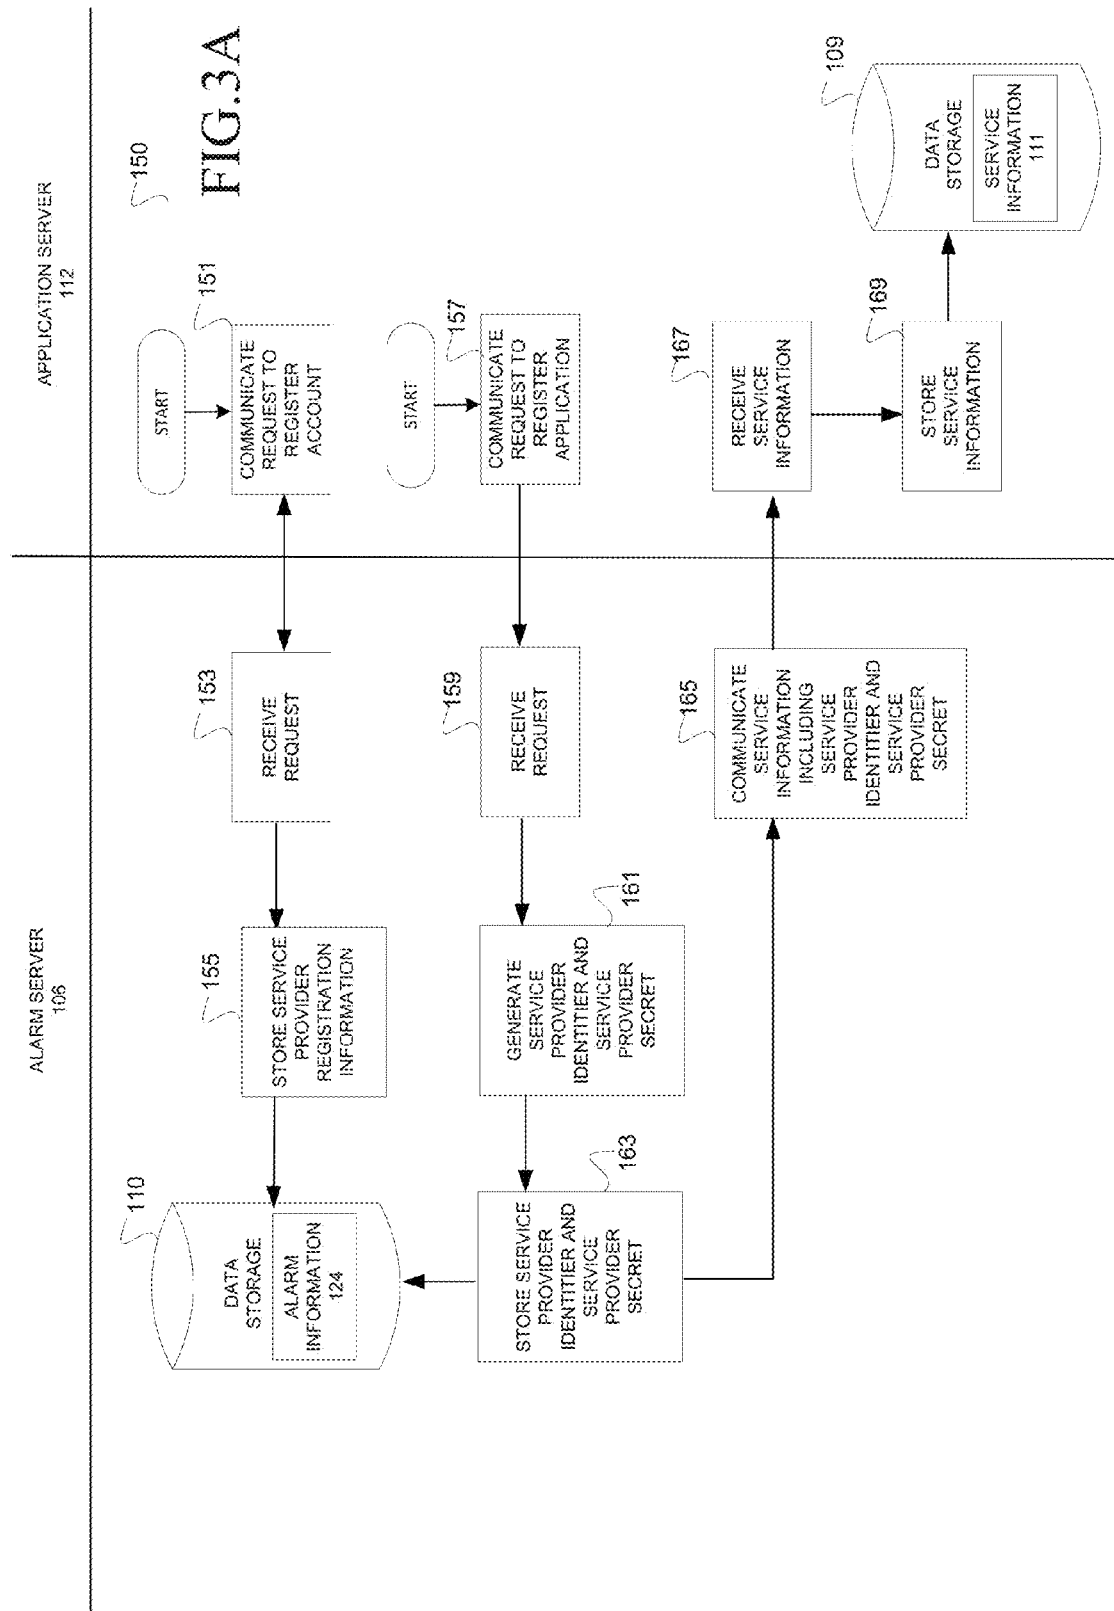 ALARM SERVER
106
APPLICATION SERVER
112
150
FIG.3A
START
151
COMMUNICATE
REQUEST TO
REGISTER
ACCOUNT
153
RECEIVE
REQUEST
155
STORE SERVICE
PROVIDER
REGISTRATION
INFORMATION
110
DATA
STORAGE
ALARM
INFORMATION
124
START
157
COMMUNICATE
REQUEST TO
REGISTER
APPLICATION
159
RECEIVE
REQUEST
161
GENERATE
SERVICE
PROVIDER
IDENTITIER AND
SERVICE
PROVIDER
SECRET
163
STORE SERVICE
PROVIDER
IDENTITIER AND
SERVICE
PROVIDER
SECRET
165
COMMUNICATE
SERVICE
INFORMATION
INCLUDING
SERVICE
PROVIDER
IDENTITIER AND
SERVICE
PROVIDER
SECRET
167
RECEIVE
SERVICE
INFORMATION
169
STORE
SERVICE
INFORMATION
109
DATA
STORAGE
SERVICE
INFORMATION
111